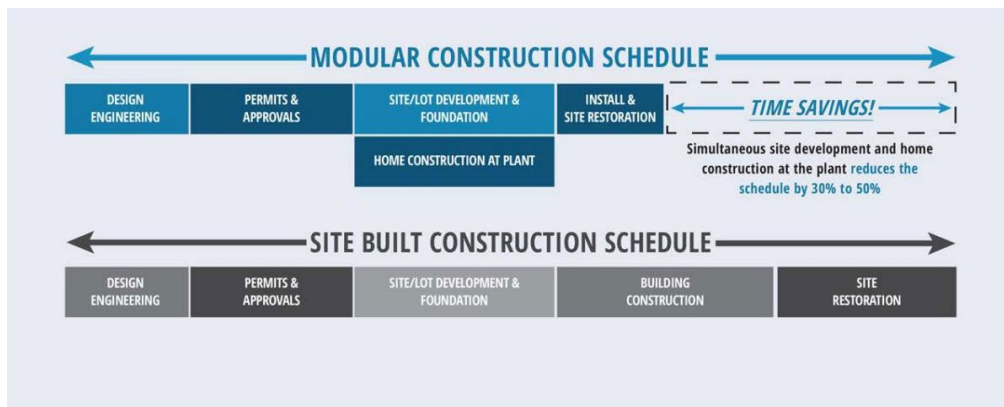 MODULAR CONSTRUCTION SCHEDULE
DESIGN
ENGINEERING
PERMITS &
APPROVALS
SITE/LOT DEVELOPMENT &
FOUNDATION
INSTALL &
SITE RESTORATION
TIME SAVINGS!
HOME CONSTRUCTION AT PLANT
Simultaneous site development and home
construction at the plant reduces the
schedule by 30% to 50%
SITE BUILT CONSTRUCTION SCHEDULE
DESIGN
ENGINEERING
PERMITS &
APPROVALS
SITE/LOT DEVELOPMENT &
FOUNDATION
BUILDING
CONSTRUCTION
SITE
RESTORATION